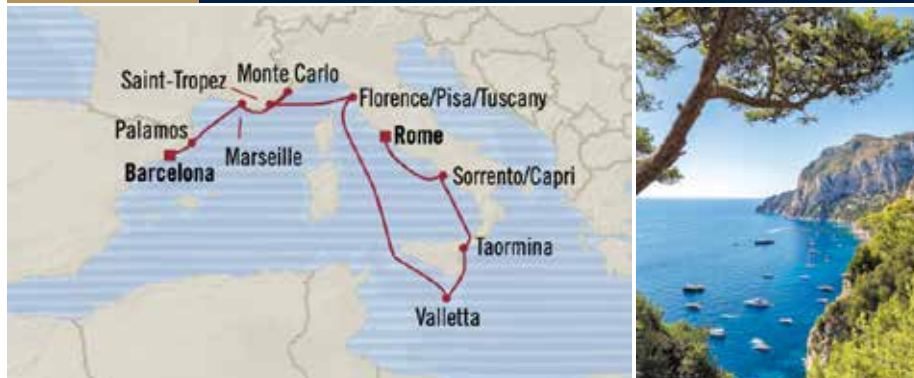 Saint-Tropez
Monte Carlo
Florence/Pisa/Tuscany
Palamos
Rome
Marseille
Barcelona
Sorrento/Capri
Taormina
Valletta